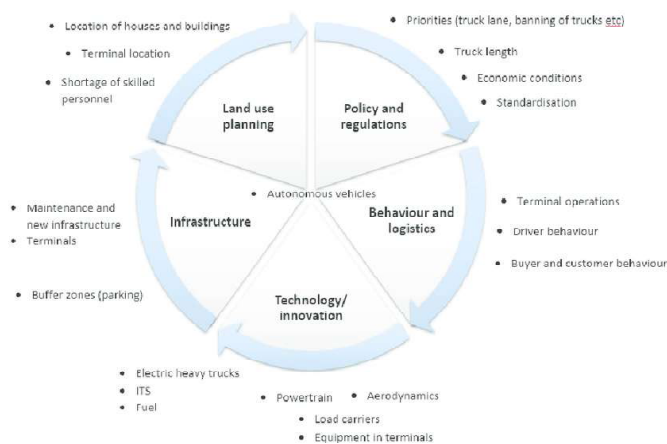 • Location of houses and buildings
• Terminal location
• Shortage of skilled
personnel
Land use
planning
• Priorities (truck lane, banning of trucks etc)
• Truck length
• Economic conditions
• Standardisation
Policy and
regulations
• Autonomous vehicles
• Maintenance and
new infrastructure
• Terminals
• Buffer zones (parking)
Infrastructure
Behaviour and
logistics
• Terminal operations
• Driver behaviour
• Buyer and customer behaviour
Technology/
innovation
• Electric heavy trucks
• ITS
• Fuel
• Powertrain
• Aerodynamics
• Load carriers
• Equipment in terminals